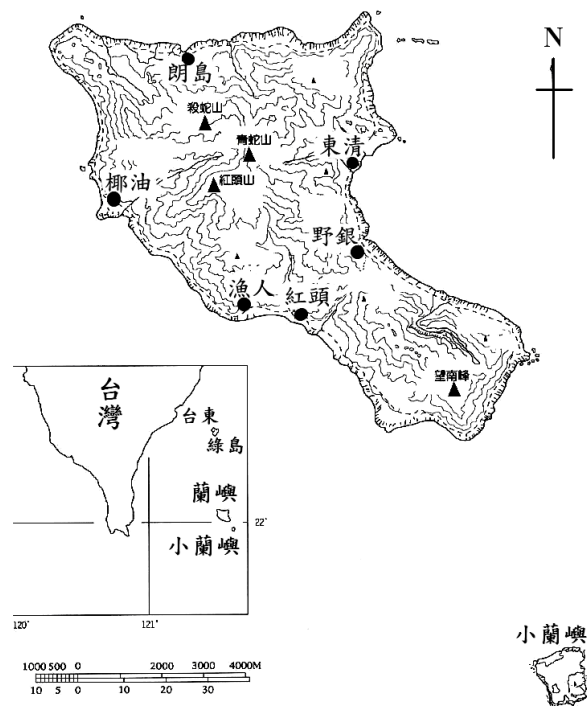 N
朗島
殺蛇山
青蛇山
東清
紅頭山
椰油
野銀
漁人
紅頭
望南峰
台灣
台東
綠島
蘭嶼
22°
小蘭嶼
120°
121°
小蘭嶼
1000 500 0 2000 3000 4000M
10 5 0 10 20 30